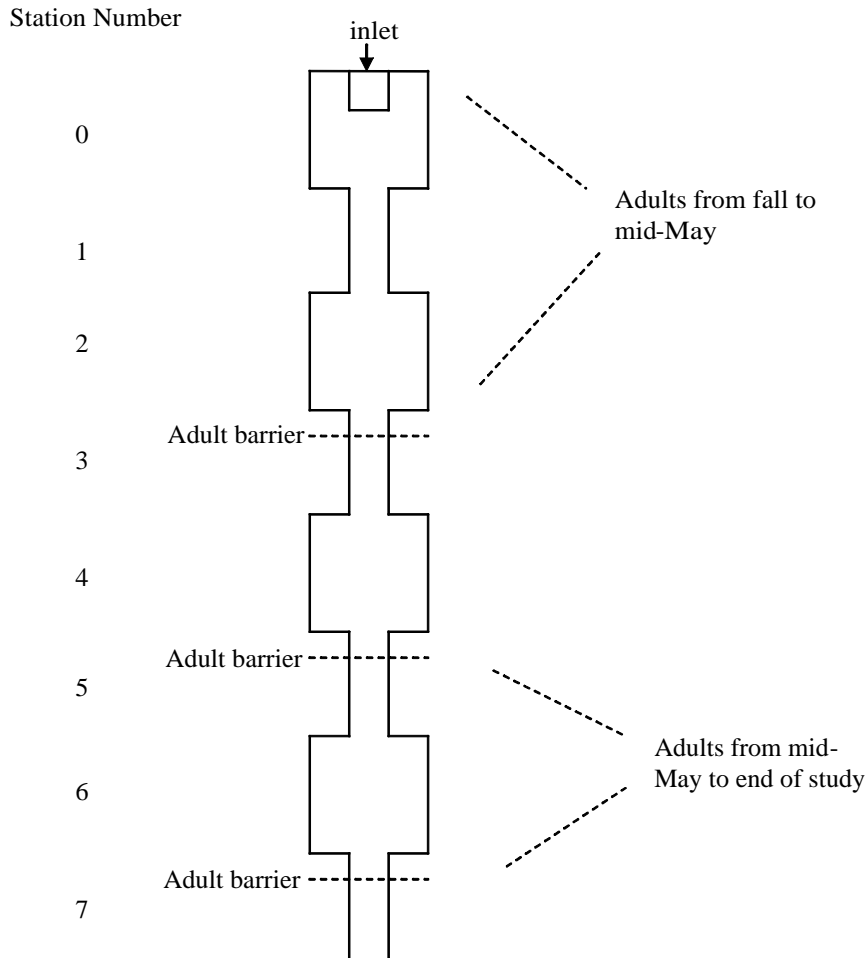 Station Number
inlet
0
Adults from fall to
mid-May
1
2
Adult barrier
3
4
Adult barrier
5
Adults from mid-
May to end of study
6
Adult barrier
7